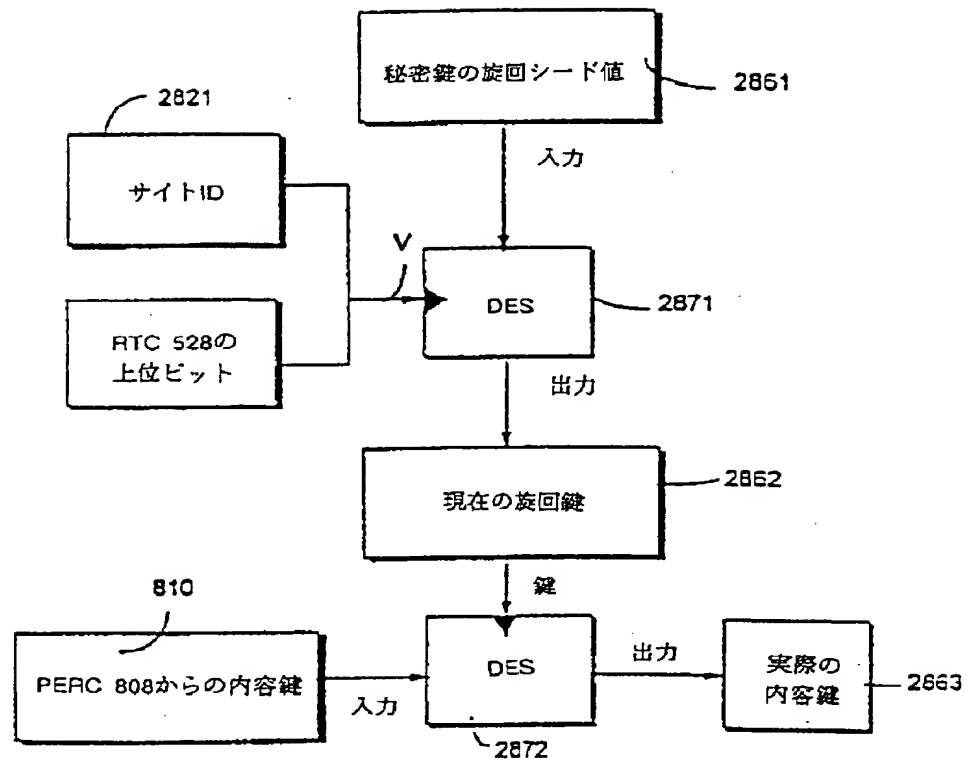 秘密鍵の旋回シード値
2861
2821
入力
サイトID
V
DES
2871
RTC 528の
上位ビット
出力
現在の旋回鍵
2862
鍵
810
PERC 808からの内容鍵
入力
DES
2872
出力
実際の
内容鍵
2863